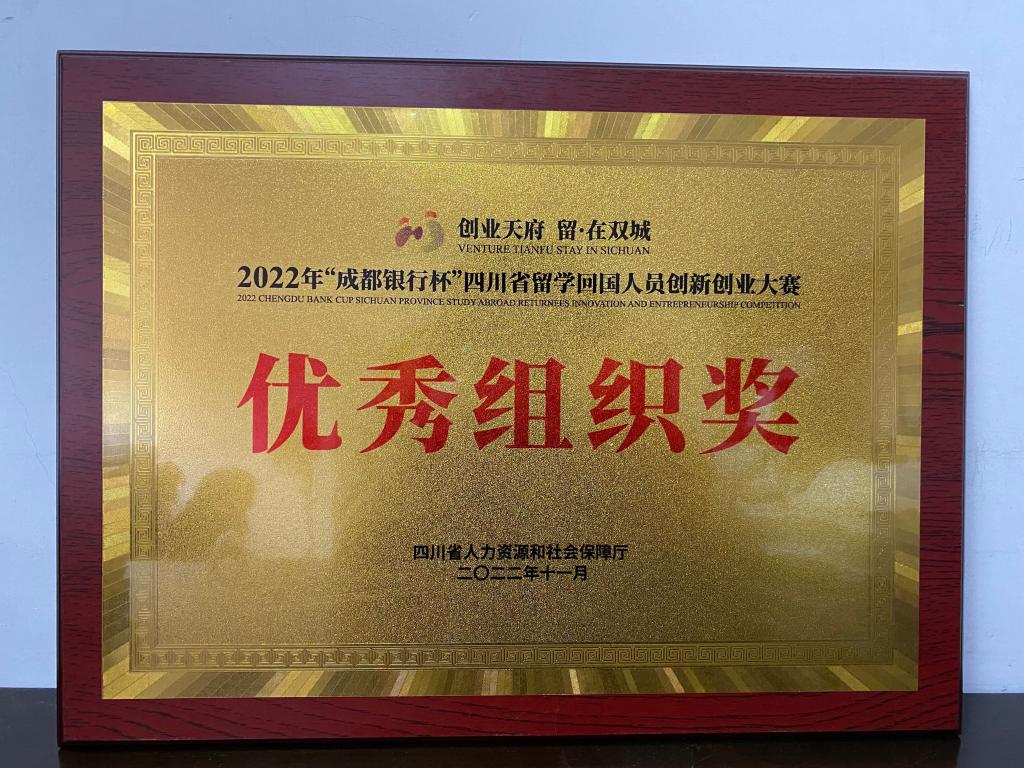 创业天府 留·在双城
VENTURE TIANFU STAY IN SICHUAN
2022年“成都银行杯”四川省留学回国人员创新创业大赛
2022 CHENGDU BANK CUP SICHUAN PROVINCE STUDY ABROAD RETURNEES INNOVATION AND ENTREPRENEURSHIP COMPETITION
优秀组织奖
四川省人力资源和社会保障厅
二〇二二年十一月